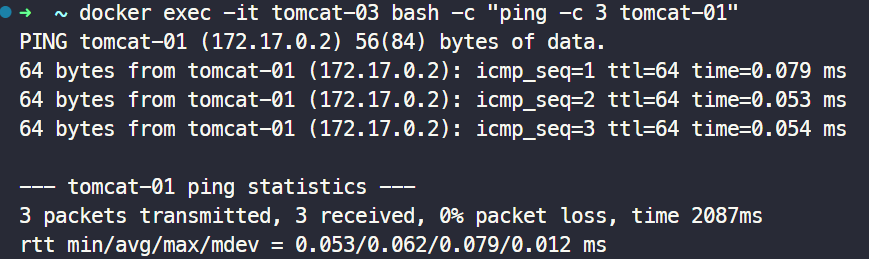 ➜  ~ docker exec -it tomcat-03 bash -c "ping -c 3 tomcat-01"
PING tomcat-01 (172.17.0.2) 56(84) bytes of data.
64 bytes from tomcat-01 (172.17.0.2): icmp_seq=1 ttl=64 time=0.079 ms
64 bytes from tomcat-01 (172.17.0.2): icmp_seq=2 ttl=64 time=0.053 ms
64 bytes from tomcat-01 (172.17.0.2): icmp_seq=3 ttl=64 time=0.054 ms

--- tomcat-01 ping statistics ---
3 packets transmitted, 3 received, 0% packet loss, time 2087ms
rtt min/avg/max/mdev = 0.053/0.062/0.079/0.012 ms